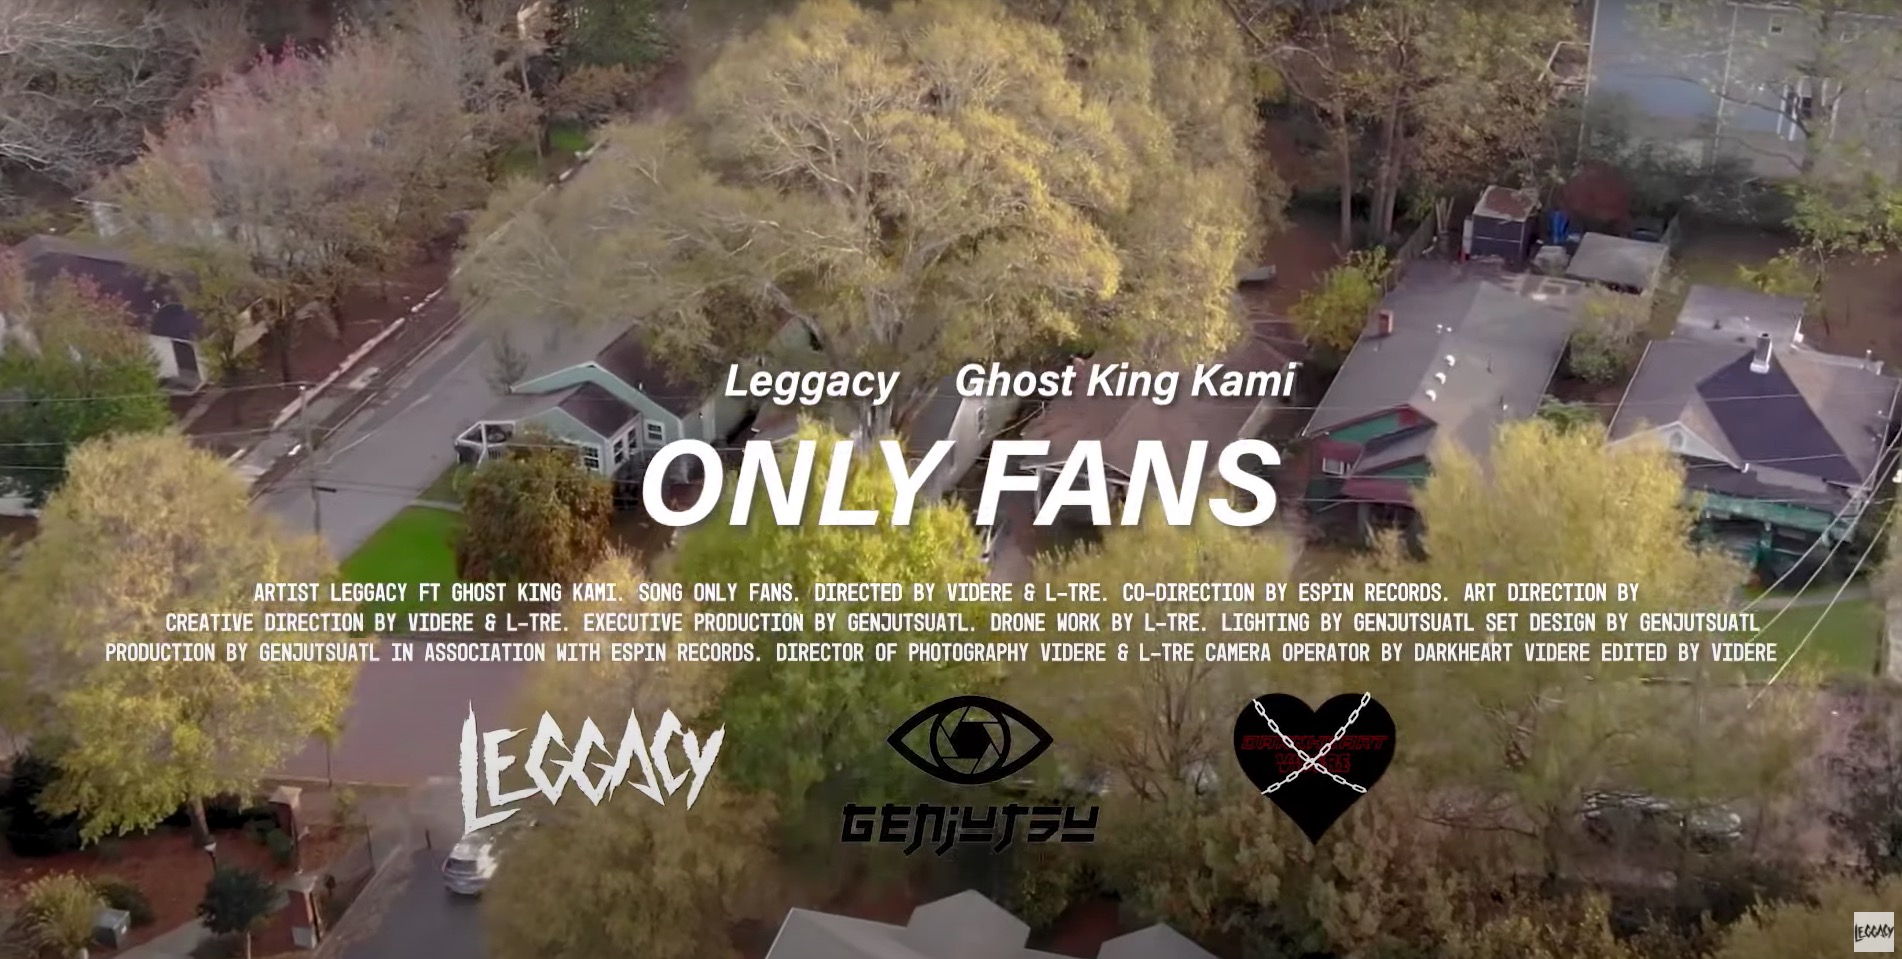 Leggacy Ghost King Kami
ONLY FANS
ARTIST LEGGACY FT GHOST KING KAMI. SONG ONLY FANS. DIRECTED BY VIDERE & L-TRE. CO-DIRECTION BY ESPIN RECORDS. ART DIRECTION BY
CREATIVE DIRECTION BY VIDERE & L-TRE. EXECUTIVE PRODUCTION BY GENJUTSUATL. DRONE WORK BY L-TRE. LIGHTING BY GENJUTSUATL SET DESIGN BY GENJUTSUATL
PRODUCTION BY GENJUTSUATL IN ASSOCIATION WITH ESPIN RECORDS. DIRECTOR OF PHOTOGRAPHY VIDERE & L-TRE CAMERA OPERATOR BY DARKHEART VIDERE EDITED BY VIDERE
LEGGACY
GENJUTSU
DARKHEART
VIDERE
LEGGACY